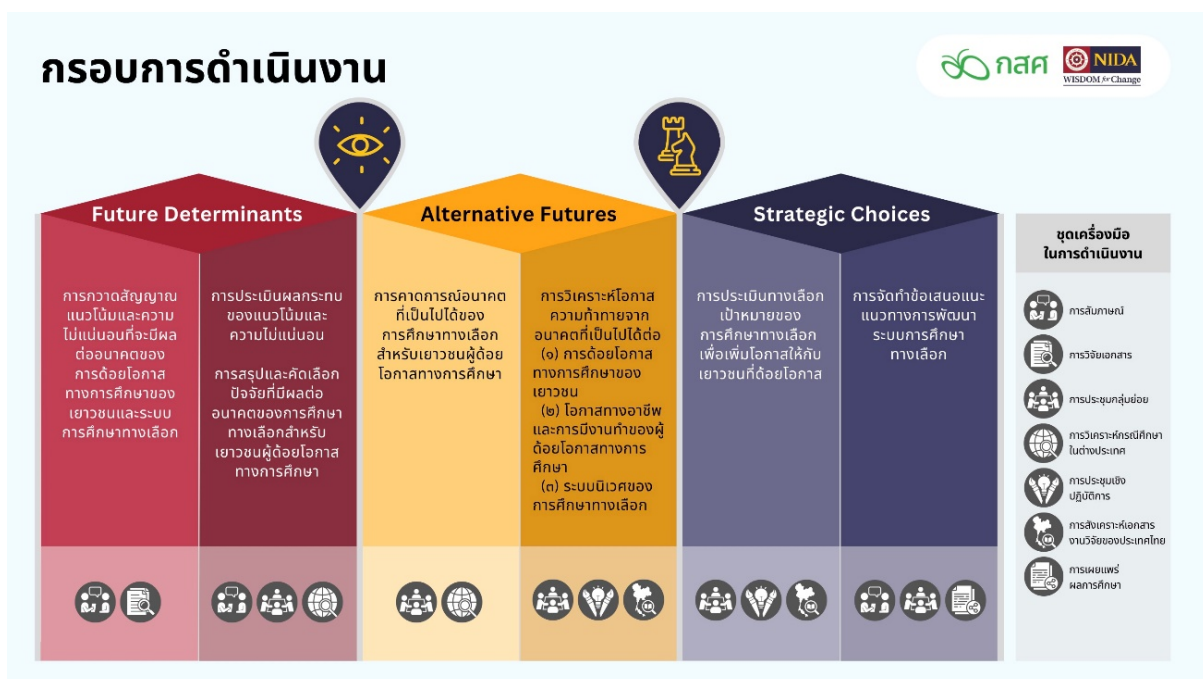 กรอบการดำเนินงาน
กสศ
NIDA
WISDOM for Change
Future Determinants
Alternative Futures
Strategic Choices
การกวาดสัญญาณ
แนวโน้มและความ
ไม่แน่นอนที่จะมีผล
ต่ออนาคตของ
การด้อยโอกาส
ทางการศึกษาของ
เยาวชนและระบบ
การศึกษาทางเลือก
การประเมินผลกระทบ
ของแนวโน้มและ
ความไม่แน่นอน
การสรุปและคัดเลือก
ปัจจัยที่มีผลต่อ
อนาคตของการศึกษา
ทางเลือกสำหรับ
เยาวชนผู้ด้อยโอกาส
ทางการศึกษา
การคาดการณ์อนาคต
ที่เป็นไปได้ของ
การศึกษาทางเลือก
สำหรับเยาวชนผู้ด้อย
โอกาสทางการศึกษา
การวิเคราะห์โอกาส
ความท้าทายจาก
อนาคตที่เป็นไปได้ต่อ
(๑) การด้อยโอกาส
ทางการศึกษาของ
เยาวชน
(๒) โอกาสทางอาชีพ
และการมีงานทำของผู้
ด้อยโอกาสทางการ
ศึกษา
(๓) ระบบนิเวศของ
การศึกษาทางเลือก
การประเมินทางเลือก
เป้าหมายของ
การศึกษาทางเลือก
เพื่อเพิ่มโอกาสให้กับ
เยาวชนที่ด้อยโอกาส
การจัดทำข้อเสนอแนะ
แนวทางการพัฒนา
ระบบการศึกษา
ทางเลือก
ชุดเครื่องมือ
ในการดำเนินงาน
การสัมภาษณ์
การวิจัยเอกสาร
การประชุมกลุ่มย่อย
การวิเคราะห์กรณีศึกษา
ในต่างประเทศ
การประชุมเชิง
ปฏิบัติการ
การสังเคราะห์เอกสาร
งานวิจัยของประเทศไทย
การเผยแพร่
ผลการศึกษา